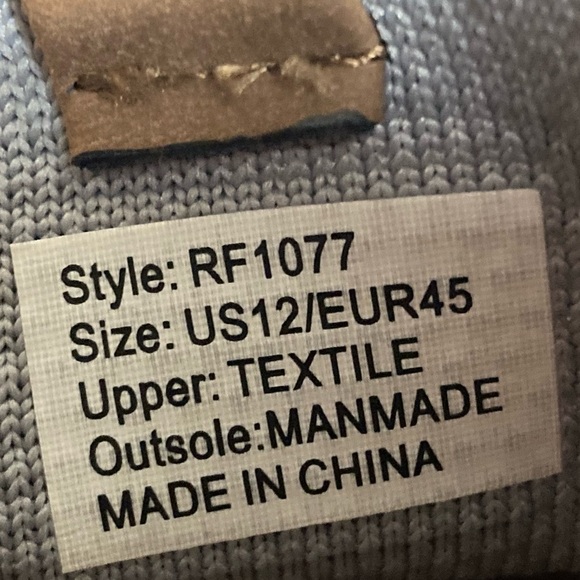 Style: RF1077
Size: US12/EUR45
Upper: TEXTILE
Outsole:MANMADE
MADE IN CHINA